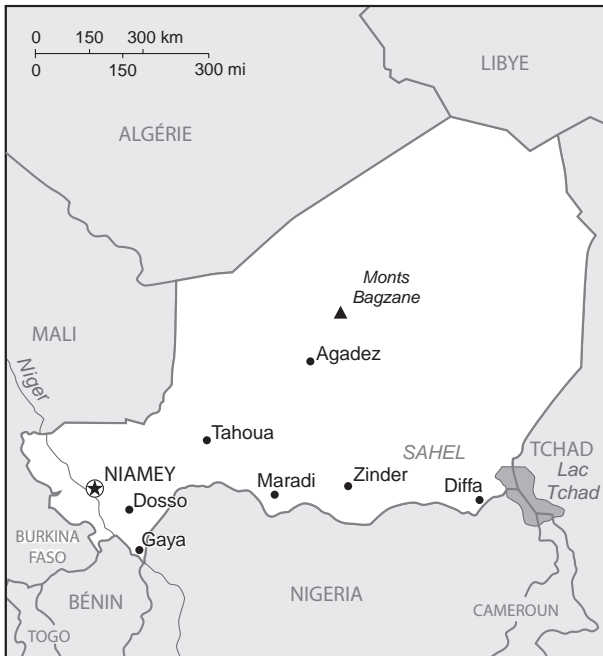 0 150 300 km
0 150 300 mi
LIBYE
ALGÉRIE
Monts
Bagzane
MALI
Niger
Agadez
Tahoua
SAHEL
TCHAD
Lac
Tchad
NIAMEY
Maradi
Zinder
Diffa
Dosso
BURKINA
FASO
Gaya
BÉNIN
NIGERIA
CAMEROUN
TOGO